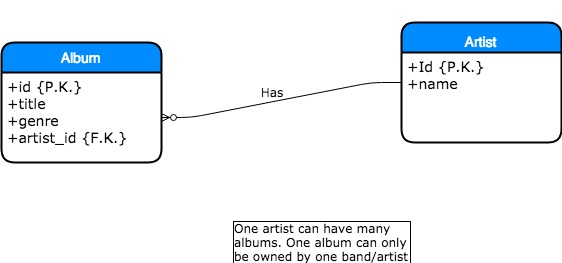 Album
+id {P.K.}
+title
+genre
+artist_id {F.K.}
Has
Artist
+Id {P.K.}
+name
One artist can have many
albums. One album can only
be owned by one band/artist